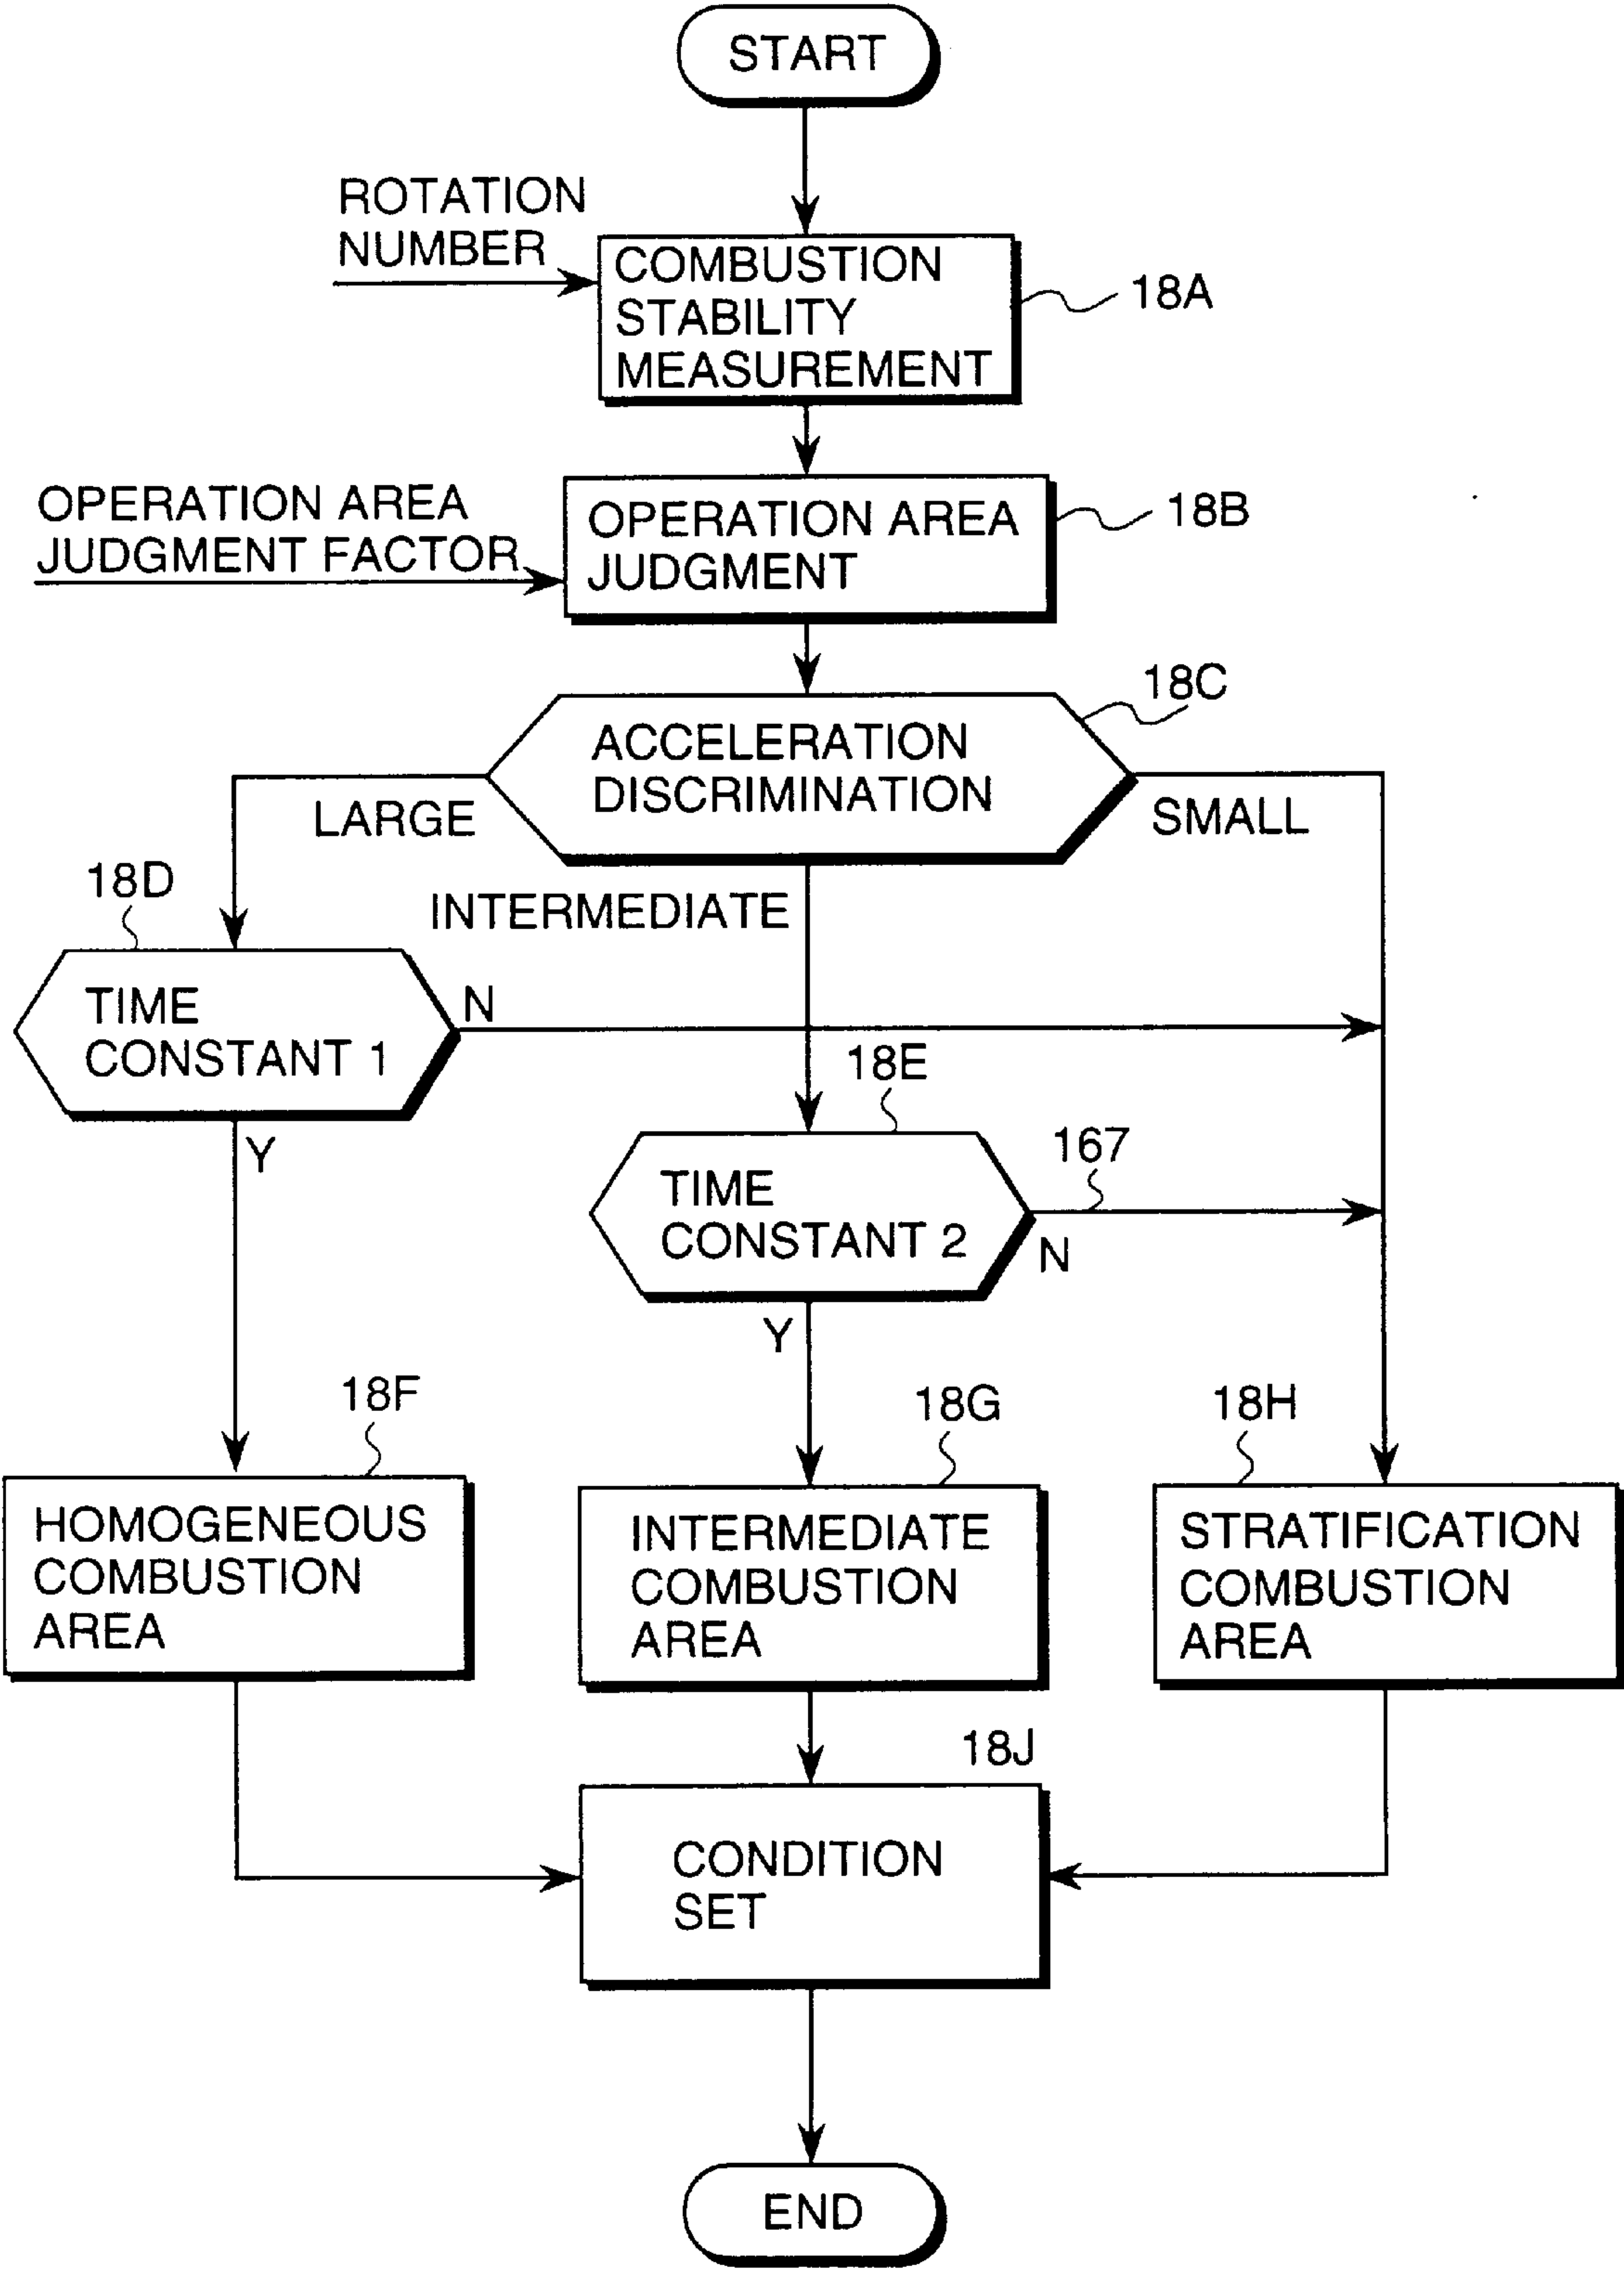 START
ROTATION
NUMBER
COMBUSTION
STABILITY
MEASUREMENT
18A
OPERATION AREA
JUDGMENT FACTOR
OPERATION AREA
JUDGMENT
18B
18C
ACCELERATION
DISCRIMINATION
LARGE
SMALL
INTERMEDIATE
18D
TIME
CONSTANT 1
N
Y
18E
TIME
CONSTANT 2
167
N
Y
18F
HOMOGENEOUS
COMBUSTION
AREA
18G
INTERMEDIATE
COMBUSTION
AREA
18H
STRATIFICATION
COMBUSTION
AREA
18J
CONDITION
SET
END